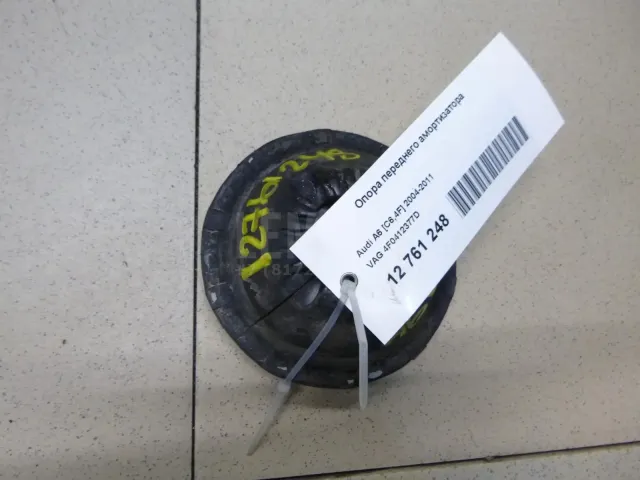 Опора переднего амортизатора
Audi A6 [C6,4F] 2004-2011
VAG 4F0412377D
12 761 248
12761248